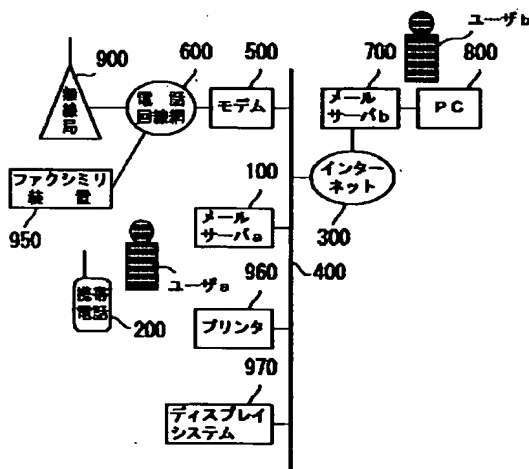 ユーザb
900
600
500
700
800
無線
局
電話
回線網
モデム
メール
サーバb
PC
ファクシミリ
装置
950
100
インター
ネット
300
メール
サーバa
ユーザa
400
携帯
電話
200
960
プリンタ
970
ディスプレイ
システム